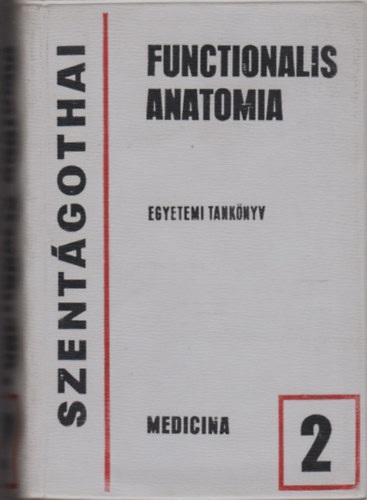 SZENTÁGOTHAI
FUNCTIONALIS
ANATOMIA
EGYETEMI TANKÖNYV
MEDICINA
2